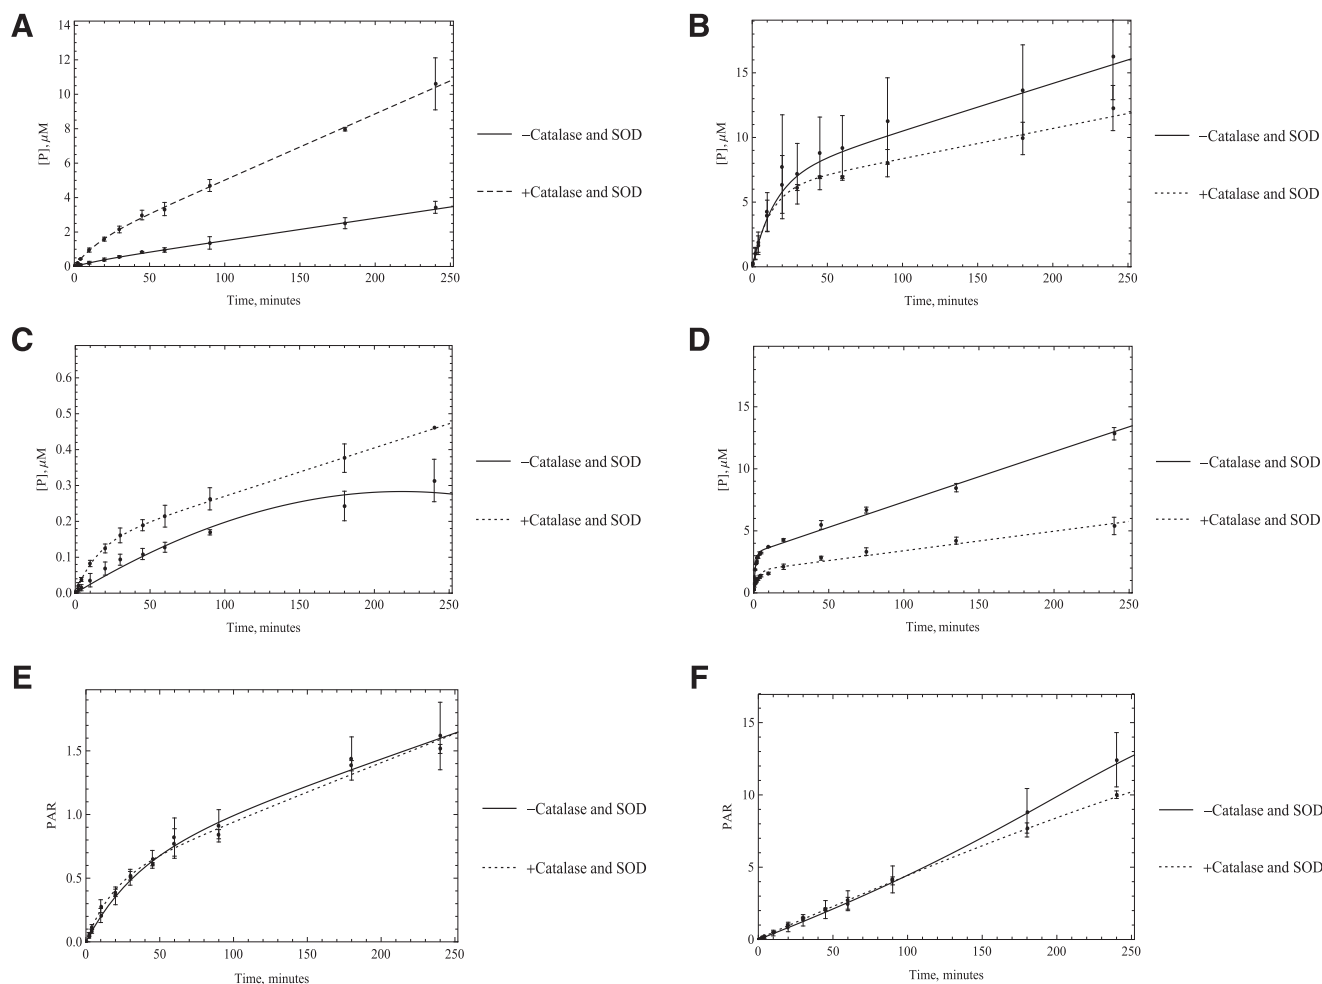 A
14
12
10
8
6
4
2
0
[P], μM
0 50 100 150 200 250
Time, minutes
−Catalase and SOD
+Catalase and SOD
B
15
10
5
0
[P], μM
0 50 100 150 200 250
Time, minutes
−Catalase and SOD
+Catalase and SOD
C
0.6
0.5
0.4
0.3
0.2
0.1
0.0
[P], μM
0 50 100 150 200 250
Time, minutes
−Catalase and SOD
+Catalase and SOD
D
15
10
5
0
[P], μM
0 50 100 150 200 250
Time, minutes
−Catalase and SOD
+Catalase and SOD
E
1.5
1.0
0.5
0.0
PAR
0 50 100 150 200 250
Time, minutes
−Catalase and SOD
+Catalase and SOD
F
15
10
5
0
PAR
0 50 100 150 200 250
Time, minutes
−Catalase and SOD
+Catalase and SOD